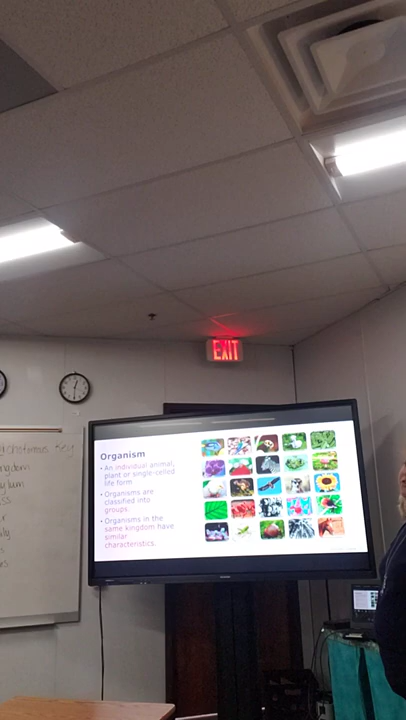 EXIT
Organism
• An individual animal,
plant or single-celled
life form
• Organisms are
classified into
groups.
• Organisms in the
same kingdom have
similar
characteristics.